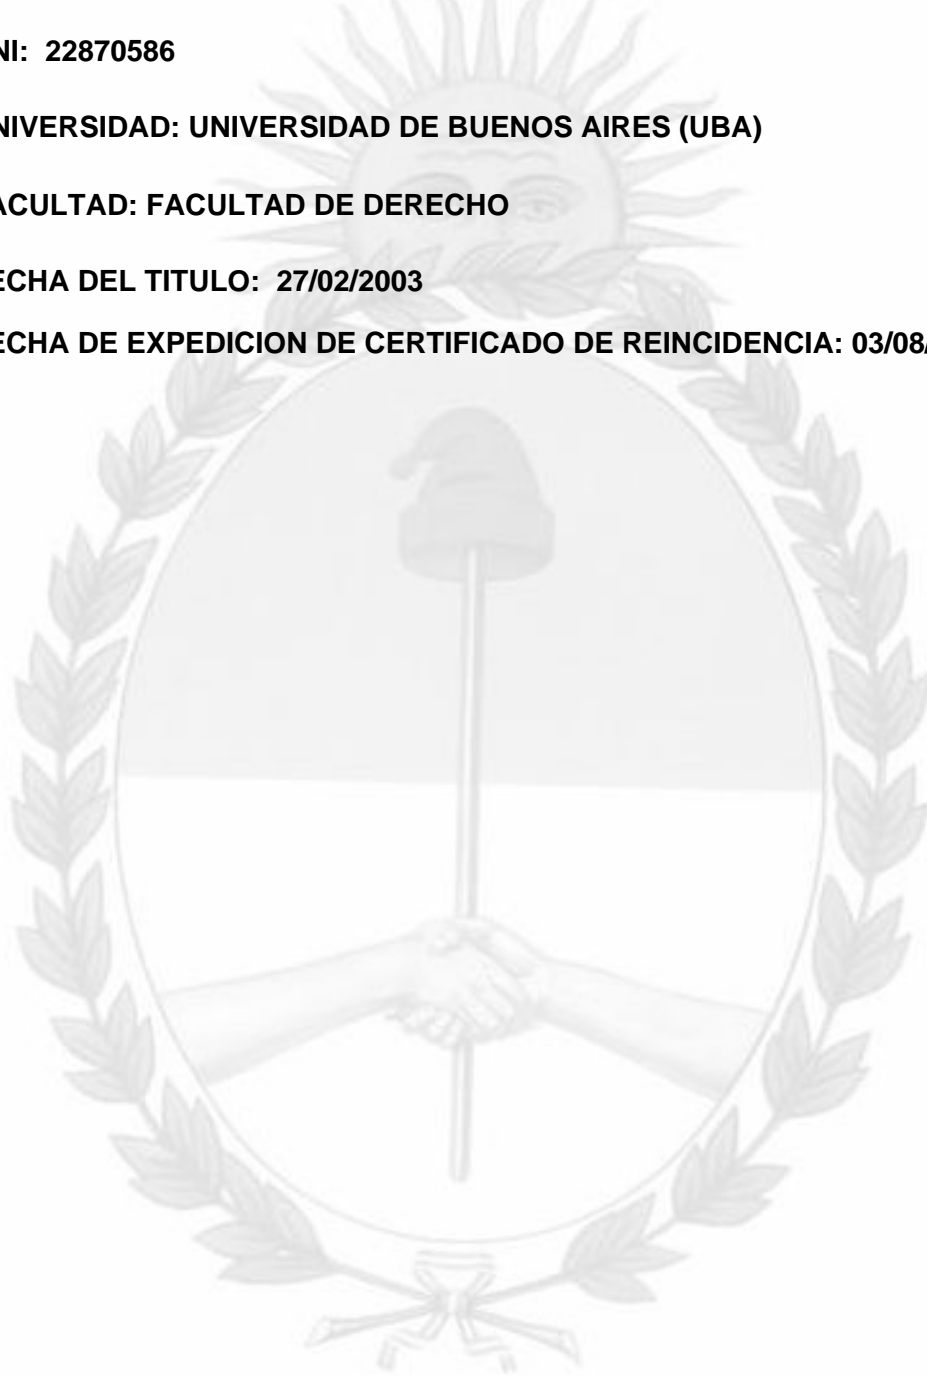 NI: 22870586
NIVERSIDAD: UNIVERSIDAD DE BUENOS AIRES (UBA)
ACULTAD: FACULTAD DE DERECHO
ECHA DEL TITULO: 27/02/2003
ECHA DE EXPEDICION DE CERTIFICADO DE REINCIDENCIA: 03/08/